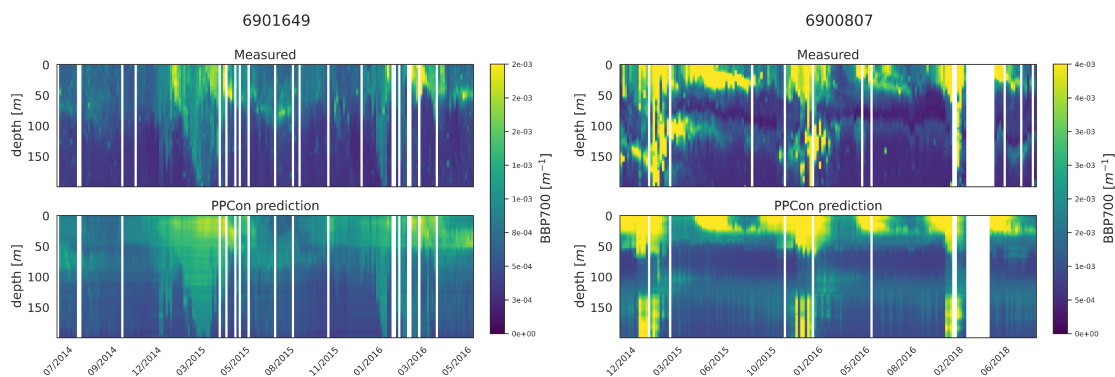 6901649
Measured
0
50
100
150
depth [m]
PPCon prediction
0
50
100
150
depth [m]
07/2014
09/2014
12/2014
03/2015
05/2015
08/2015
11/2015
01/2016
03/2016
05/2016
2e-03
2e-03
1e-03
1e-03
8e-04
5e-04
3e-04
0e+00
BBP700 [m⁻¹]
6900807
Measured
0
50
100
150
depth [m]
PPCon prediction
0
50
100
150
depth [m]
12/2014
03/2015
06/2015
10/2015
01/2016
05/2016
08/2016
02/2018
06/2018
4e-03
4e-03
3e-03
3e-03
2e-03
2e-03
1e-03
5e-04
0e+00
BBP700 [m⁻¹]